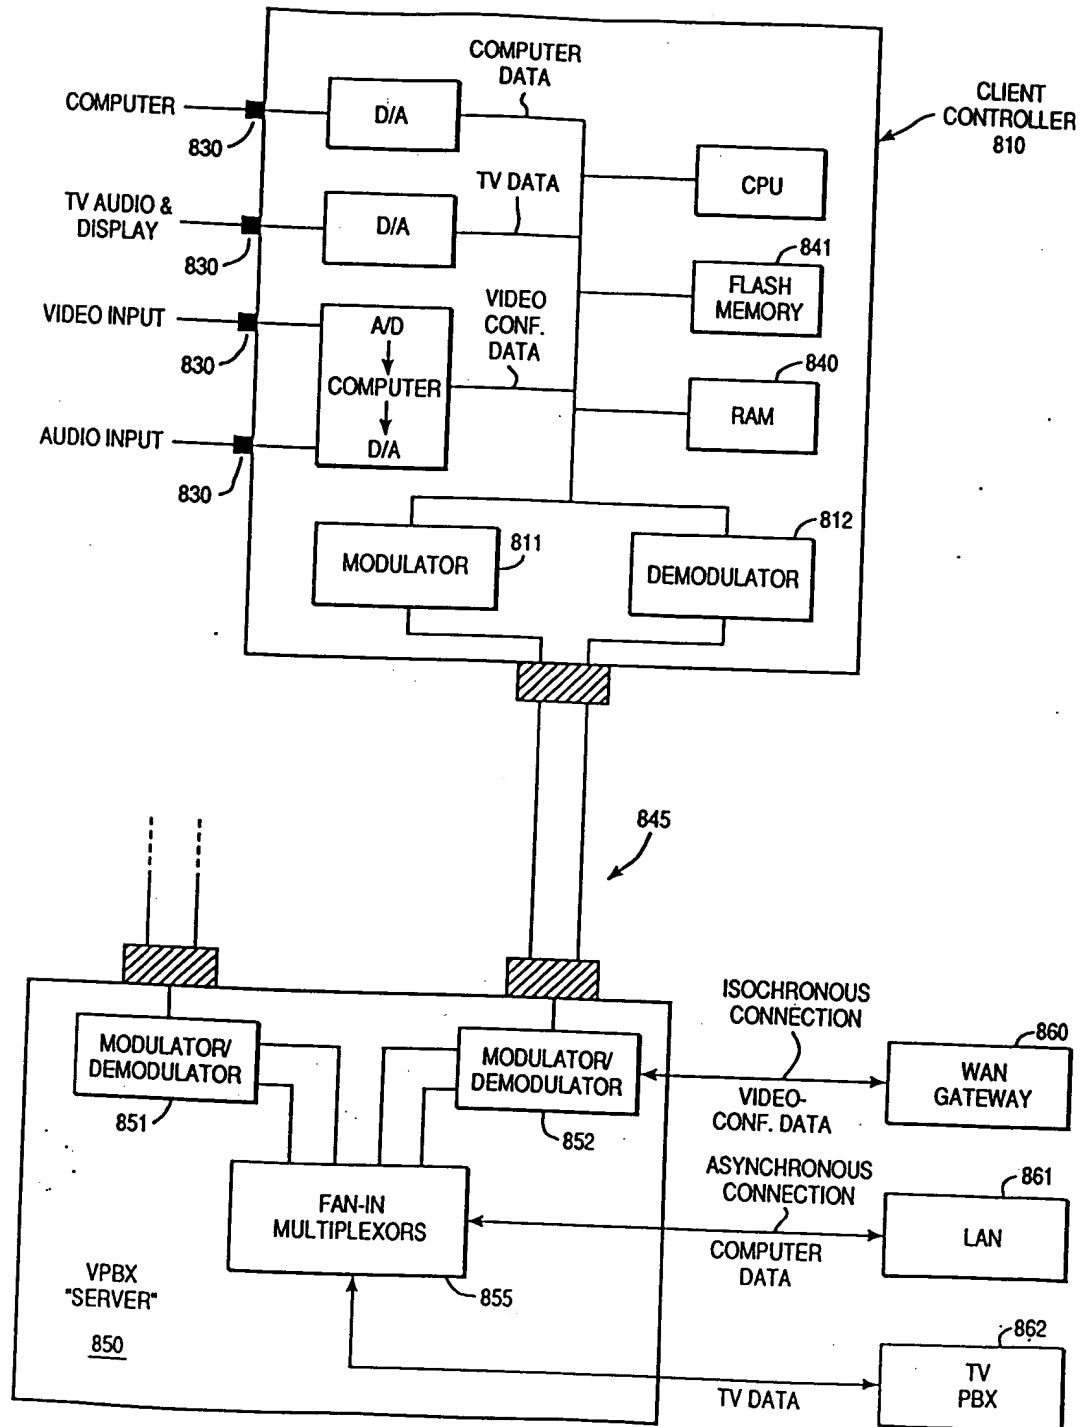 COMPUTER
DATA
COMPUTER
830
D/A
CLIENT
CONTROLLER
810
CPU
TV AUDIO &
DISPLAY
830
D/A
TV DATA
841
FLASH
MEMORY
VIDEO INPUT
830
A/D
COMPUTER
D/A
VIDEO
CONF.
DATA
840
RAM
AUDIO INPUT
830
MODULATOR
811
812
DEMODULATOR
845
MODULATOR/
DEMODULATOR
851
MODULATOR/
DEMODULATOR
852
ISOCHRONOUS
CONNECTION
VIDEO-
CONF. DATA
860
WAN
GATEWAY
FAN-IN
MULTIPLEXORS
855
ASYNCHRONOUS
CONNECTION
COMPUTER
DATA
861
LAN
VPBX
"SERVER"
850
TV DATA
862
TV
PBX